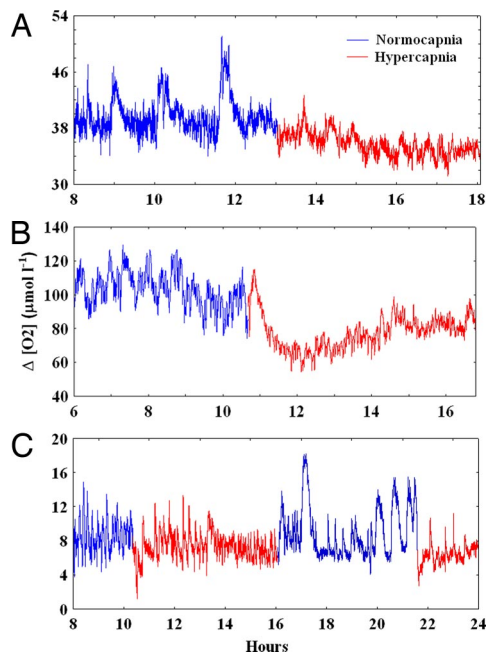 A
54
46
38
30
Normocapnia
Hypercapnia
8 10 12 14 16 18
B
140
120
100
80
60
40
Δ [O2] (µmol l-1)
6 8 10 12 14 16
C
20
16
12
8
4
0
8 10 12 14 16 18 20 22 24
Hours